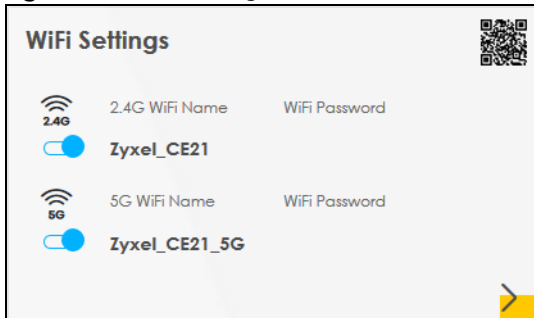 WiFi Settings
2.4G WiFi Name WiFi Password
2.4G
Zyxel_CE21
5G WiFi Name WiFi Password
5G
Zyxel_CE21_5G